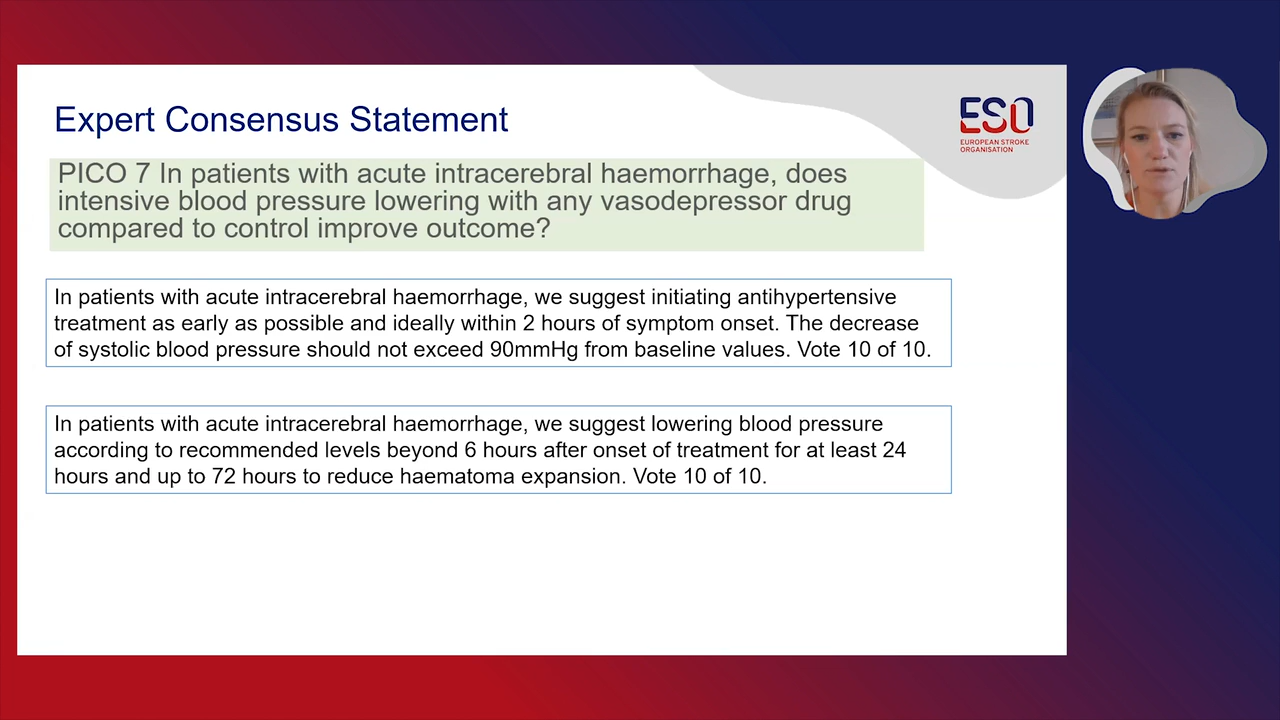 Expert Consensus Statement
ESO
EUROPEAN STROKE
ORGANISATION
PICO 7 In patients with acute intracerebral haemorrhage, does
intensive blood pressure lowering with any vasodepressor drug
compared to control improve outcome?
In patients with acute intracerebral haemorrhage, we suggest initiating antihypertensive
treatment as early as possible and ideally within 2 hours of symptom onset. The decrease
of systolic blood pressure should not exceed 90mmHg from baseline values. Vote 10 of 10.
In patients with acute intracerebral haemorrhage, we suggest lowering blood pressure
according to recommended levels beyond 6 hours after onset of treatment for at least 24
hours and up to 72 hours to reduce haematoma expansion. Vote 10 of 10.